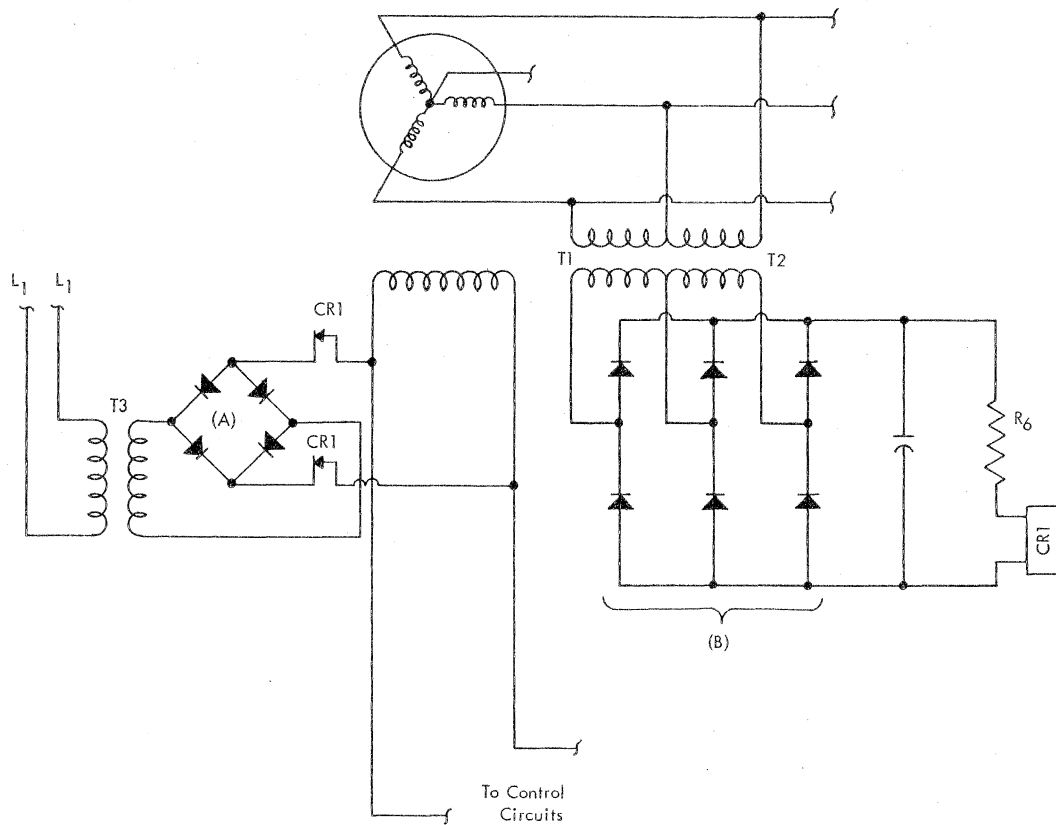 T1
T2
L1
L1
CR1
T3
(A)
CR1
R6
CR1
(B)
To Control
Circuits